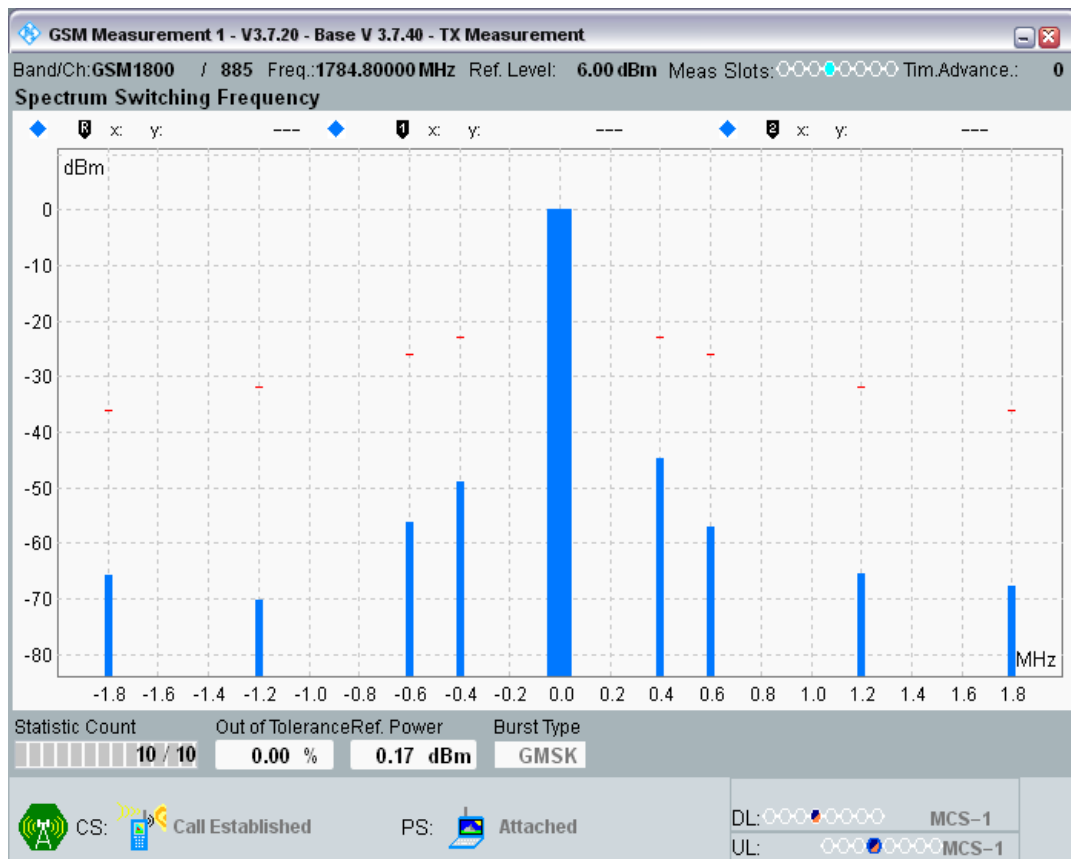 GSM Measurement 1 - V3.7.20 - Base V 3.7.40 - TX Measurement
Band/Ch:GSM1800 / 885 Freq.:1784.80000 MHz Ref. Level: 6.00 dBm Meas Slots: Tim.Advance.: 0
Spectrum Switching Frequency
R x: y: --- 1 x: y: --- 2 x: y: ---
dBm
0
-10
-20
-30
-40
-50
-60
-70
-80
MHz
-1.8 -1.6 -1.4 -1.2 -1.0 -0.8 -0.6 -0.4 -0.2 0.0 0.2 0.4 0.6 0.8 1.0 1.2 1.4 1.6 1.8
Statistic Count Out of Tolerance Ref. Power Burst Type
10 / 10 0.00 % 0.17 dBm GMSK
CS: Call Established PS: Attached DL: MCS-1
UL: MCS-1